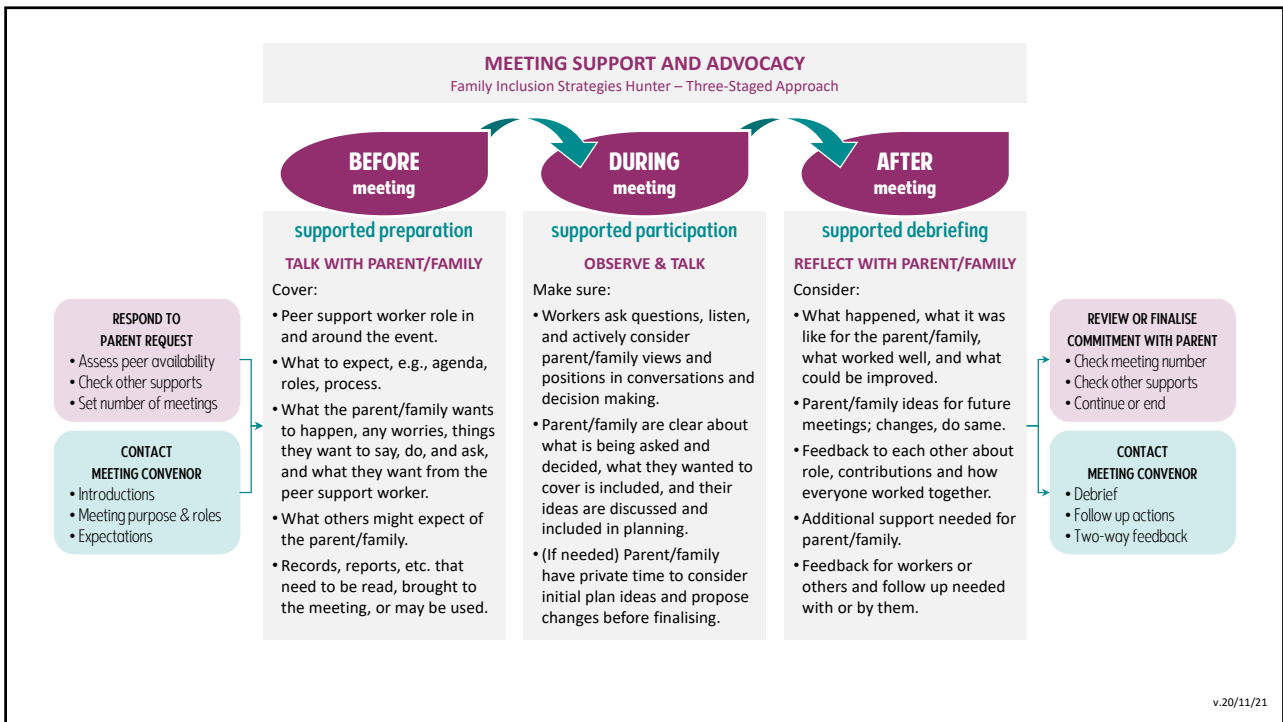 MEETING SUPPORT AND ADVOCACY
Family Inclusion Strategies Hunter – Three-Staged Approach
RESPOND TO
PARENT REQUEST
• Assess peer availability
• Check other supports
• Set number of meetings
CONTACT
MEETING CONVENOR
• Introductions
• Meeting purpose & roles
• Expectations
BEFORE
meeting
supported preparation
TALK WITH PARENT/FAMILY
Cover:
• Peer support worker role in
and around the event.
• What to expect, e.g., agenda,
roles, process.
• What the parent/family wants
to happen, any worries, things
they want to say, do, and ask,
and what they want from the
peer support worker.
• What others might expect of
the parent/family.
• Records, reports, etc. that
need to be read, brought to
the meeting, or may be used.
DURING
meeting
supported participation
OBSERVE & TALK
Make sure:
• Workers ask questions, listen,
and actively consider
parent/family views and
positions in conversations and
decision making.
• Parent/family are clear about
what is being asked and
decided, what they wanted to
cover is included, and their
ideas are discussed and
included in planning.
• (If needed) Parent/family
have private time to consider
initial plan ideas and propose
changes before finalising.
AFTER
meeting
supported debriefing
REFLECT WITH PARENT/FAMILY
Consider:
• What happened, what it was
like for the parent/family,
what worked well, and what
could be improved.
• Parent/family ideas for future
meetings; changes, do same.
• Feedback to each other about
role, contributions and how
everyone worked together.
• Additional support needed for
parent/family.
• Feedback for workers or
others and follow up needed
with or by them.
REVIEW OR FINALISE
COMMITMENT WITH PARENT
• Check meeting number
• Check other supports
• Continue or end
CONTACT
MEETING CONVENOR
• Debrief
• Follow up actions
• Two-way feedback
v.20/11/21